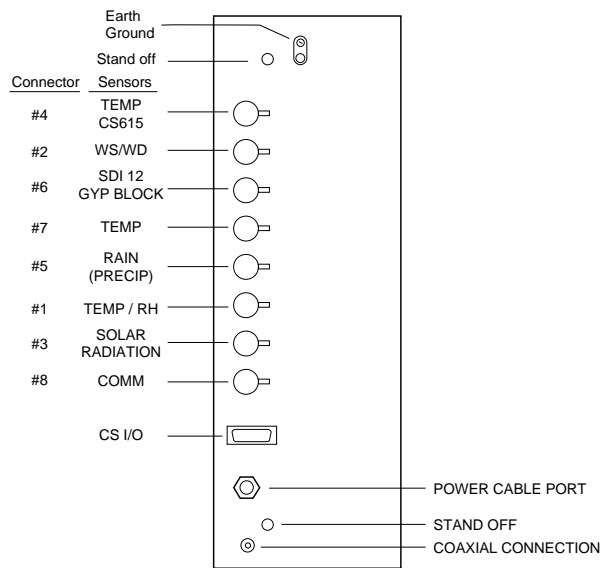 Earth
Ground
Stand off
Connector Sensors
#4 TEMP
CS615
#2 WS/WD
#6 SDI 12
GYP BLOCK
#7 TEMP
#5 RAIN
(PRECIP)
#1 TEMP / RH
#3 SOLAR
RADIATION
#8 COMM
CS I/O
POWER CABLE PORT
STAND OFF
COAXIAL CONNECTION